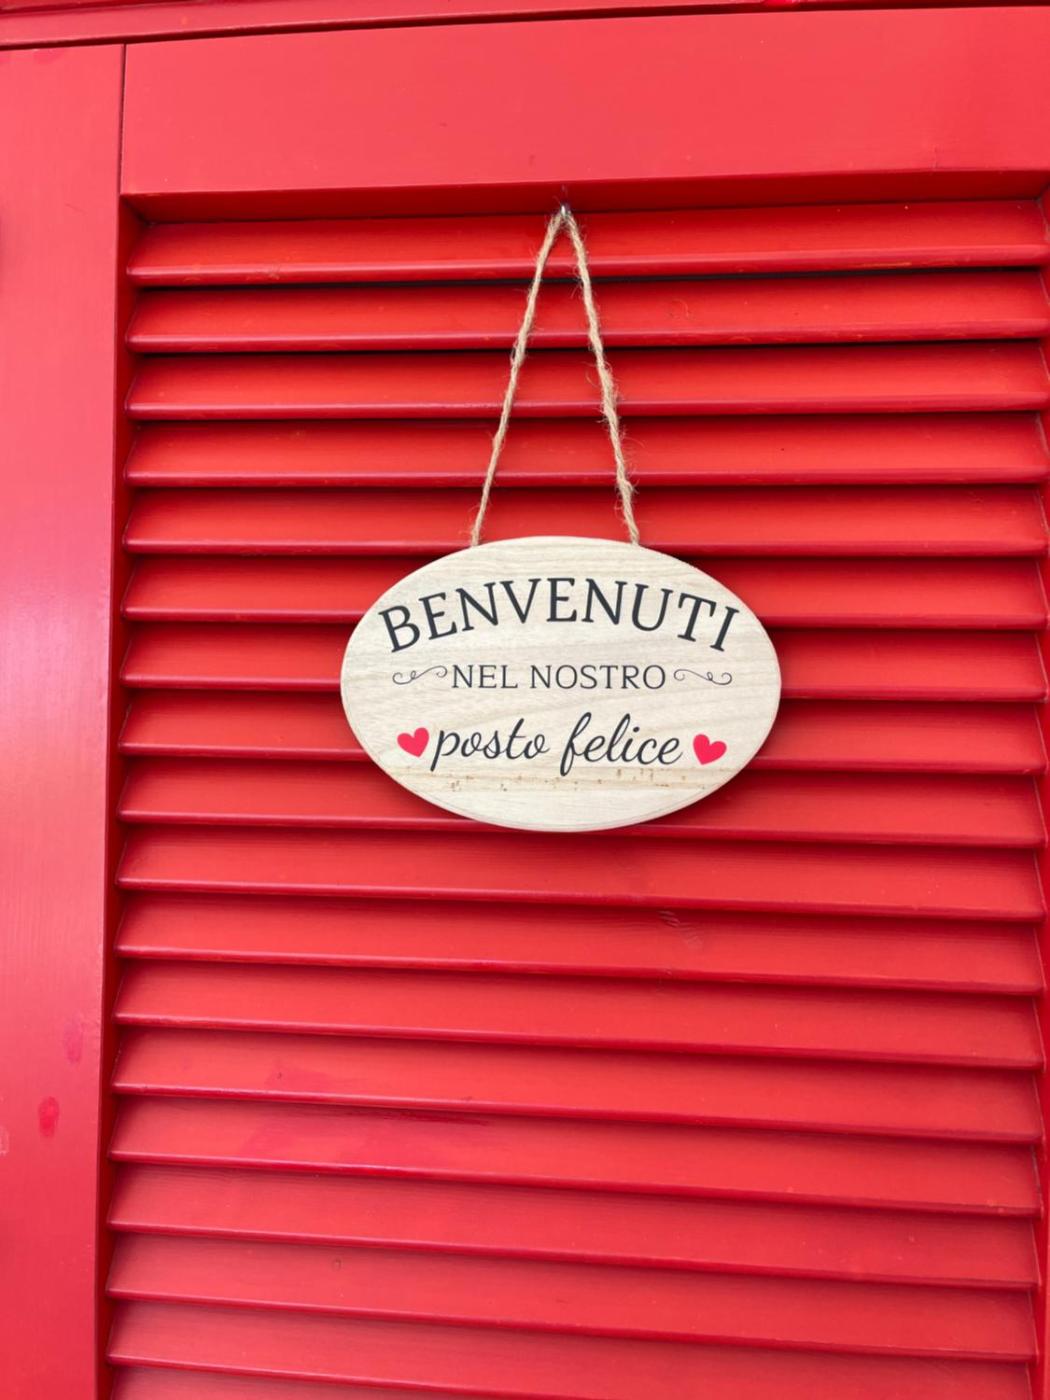 BENVENUTI
NEL NOSTRO
posto felice